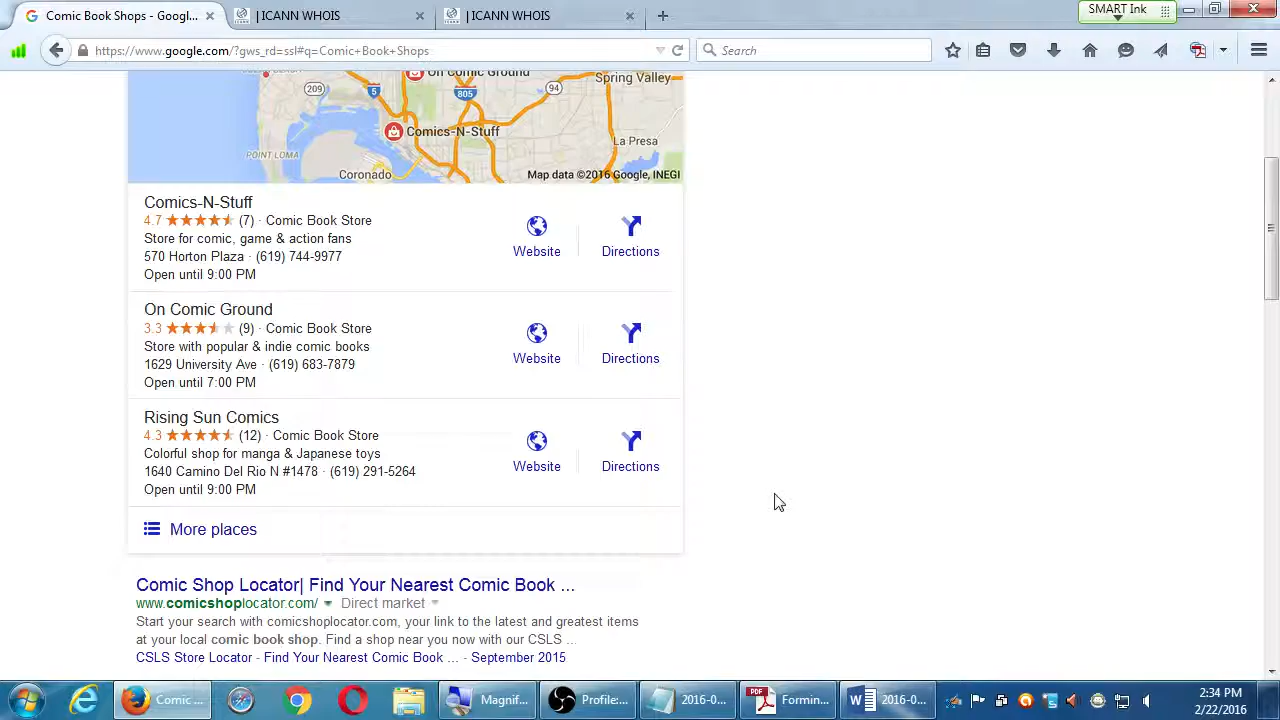 Comic Book Shops - Googl...
| ICANN WHOIS
| ICANN WHOIS
SMART Ink
https://www.google.com/?gws_rd=ssl#q=Comic+Book+Shops
Search
On Comic Ground
Spring Valley
209
5
805
94
Comics-N-Stuff
La Presa
POINT LOMA
Coronado
Map data ©2016 Google, INEGI
Comics-N-Stuff
4.7 (7) · Comic Book Store
Store for comic, game & action fans
570 Horton Plaza · (619) 744-9977
Open until 9:00 PM
Website
Directions
On Comic Ground
3.3 (9) · Comic Book Store
Store with popular & indie comic books
1629 University Ave · (619) 683-7879
Open until 7:00 PM
Website
Directions
Rising Sun Comics
4.3 (12) · Comic Book Store
Colorful shop for manga & Japanese toys
1640 Camino Del Rio N #1478 · (619) 291-5264
Open until 9:00 PM
Website
Directions
More places
Comic Shop Locator| Find Your Nearest Comic Book ...
www.comicshoplocator.com/ Direct market
Start your search with comicshoplocator.com, your link to the latest and greatest items
at your local comic book shop. Find a shop near you now with our CSLS ...
CSLS Store Locator - Find Your Nearest Comic Book ... - September 2015
Comic ...
Magnif...
Profile:...
2016-0...
PDF
Formin...
2016-0...
2:34 PM
2/22/2016